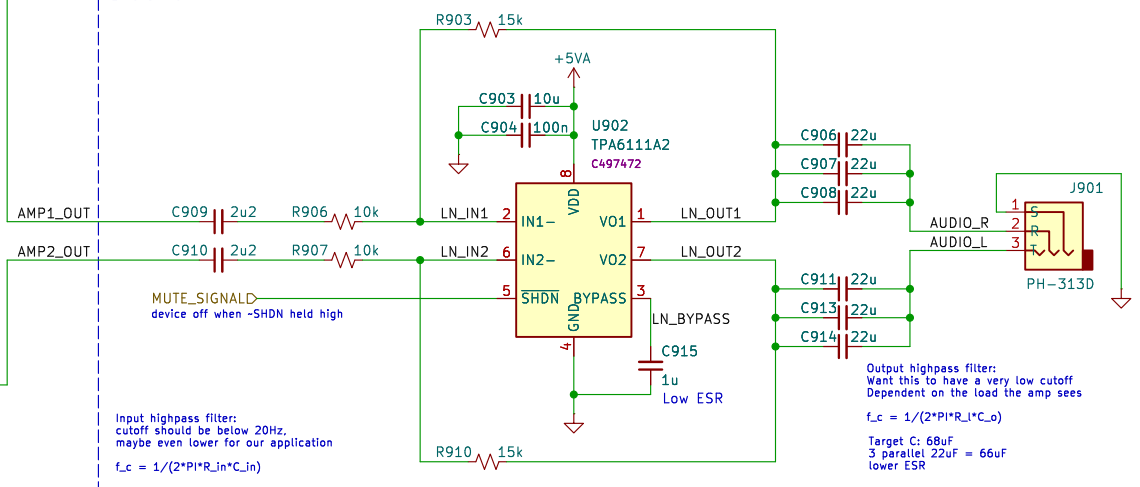 R903 15k
+5VA
C903 10u
C904 100n
U902
TPA6111A2
C497472
8
VDD
C906 22u
C907 22u
C908 22u
J901
AMP1_OUT
C909 2u2
R906 10k
LN_IN1
2
IN1-
VO1
1
LN_OUT1
AUDIO_R
1
S
2
R
AMP2_OUT
C910 2u2
R907 10k
LN_IN2
6
IN2-
VO2
7
LN_OUT2
AUDIO_L
3
T
PH-313D
MUTE_SIGNAL
device off when ~SHDN held high
5
SHDN
BYPASS
3
LN_BYPASS
GND
4
C911 22u
C913 22u
C914 22u
C915
1u
Low ESR
Output highpass filter:
Want this to have a very low cutoff
Dependent on the load the amp sees
f_c = 1/(2*PI*R_l*C_o)
Target C: 68uF
3 parallel 22uF = 66uF
lower ESR
Input highpass filter:
cutoff should be below 20Hz,
maybe even lower for our application
f_c = 1/(2*PI*R_in*C_in)
R910 15k